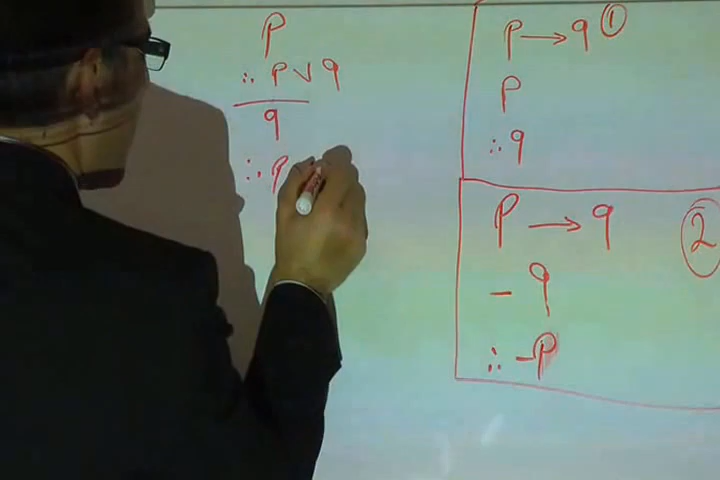 P
∴ P ∨ q
q
∴ P
P → q ①
P
∴ q
P → q ②
– q
∴ –P